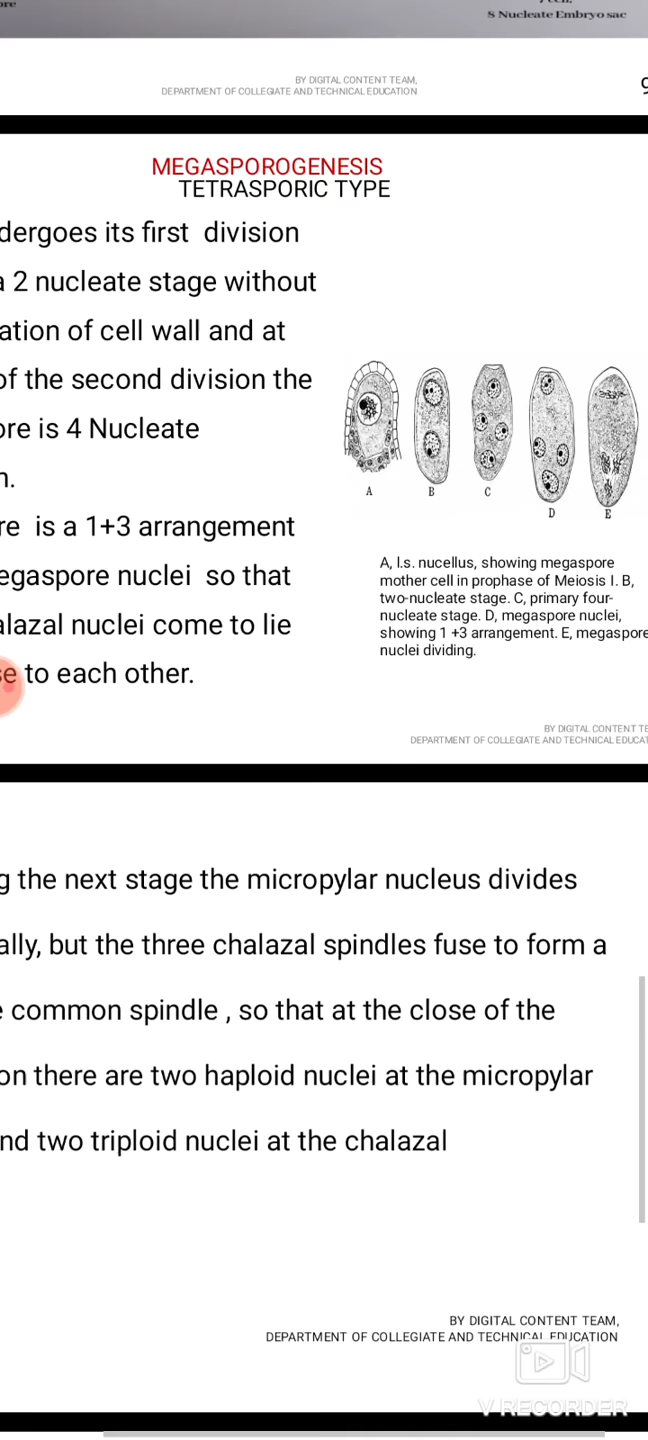 S Nucleate Embryo sac
BY DIGITAL CONTENT TEAM,
DEPARTMENT OF COLLEGIATE AND TECHNICAL EDUCATION
MEGASPOROGENESIS
TETRASPORIC TYPE
dergoes its first division
a 2 nucleate stage without
ation of cell wall and at
of the second division the
ore is 4 Nucleate
n.
re is a 1+3 arrangement
egaspore nuclei so that
alazal nuclei come to lie
se to each other.
A
B
C
D
E
A, l.s. nucellus, showing megaspore
mother cell in prophase of Meiosis I. B,
two-nucleate stage. C, primary four-
nucleate stage. D, megaspore nuclei,
showing 1 +3 arrangement. E, megaspore
nuclei dividing.
BY DIGITAL CONTENT TE
DEPARTMENT OF COLLEGIATE AND TECHNICAL EDUCAT
g the next stage the micropylar nucleus divides
ally, but the three chalazal spindles fuse to form a
e common spindle , so that at the close of the
on there are two haploid nuclei at the micropylar
nd two triploid nuclei at the chalazal
BY DIGITAL CONTENT TEAM,
DEPARTMENT OF COLLEGIATE AND TECHNICAL EDUCATION
V RECORDER